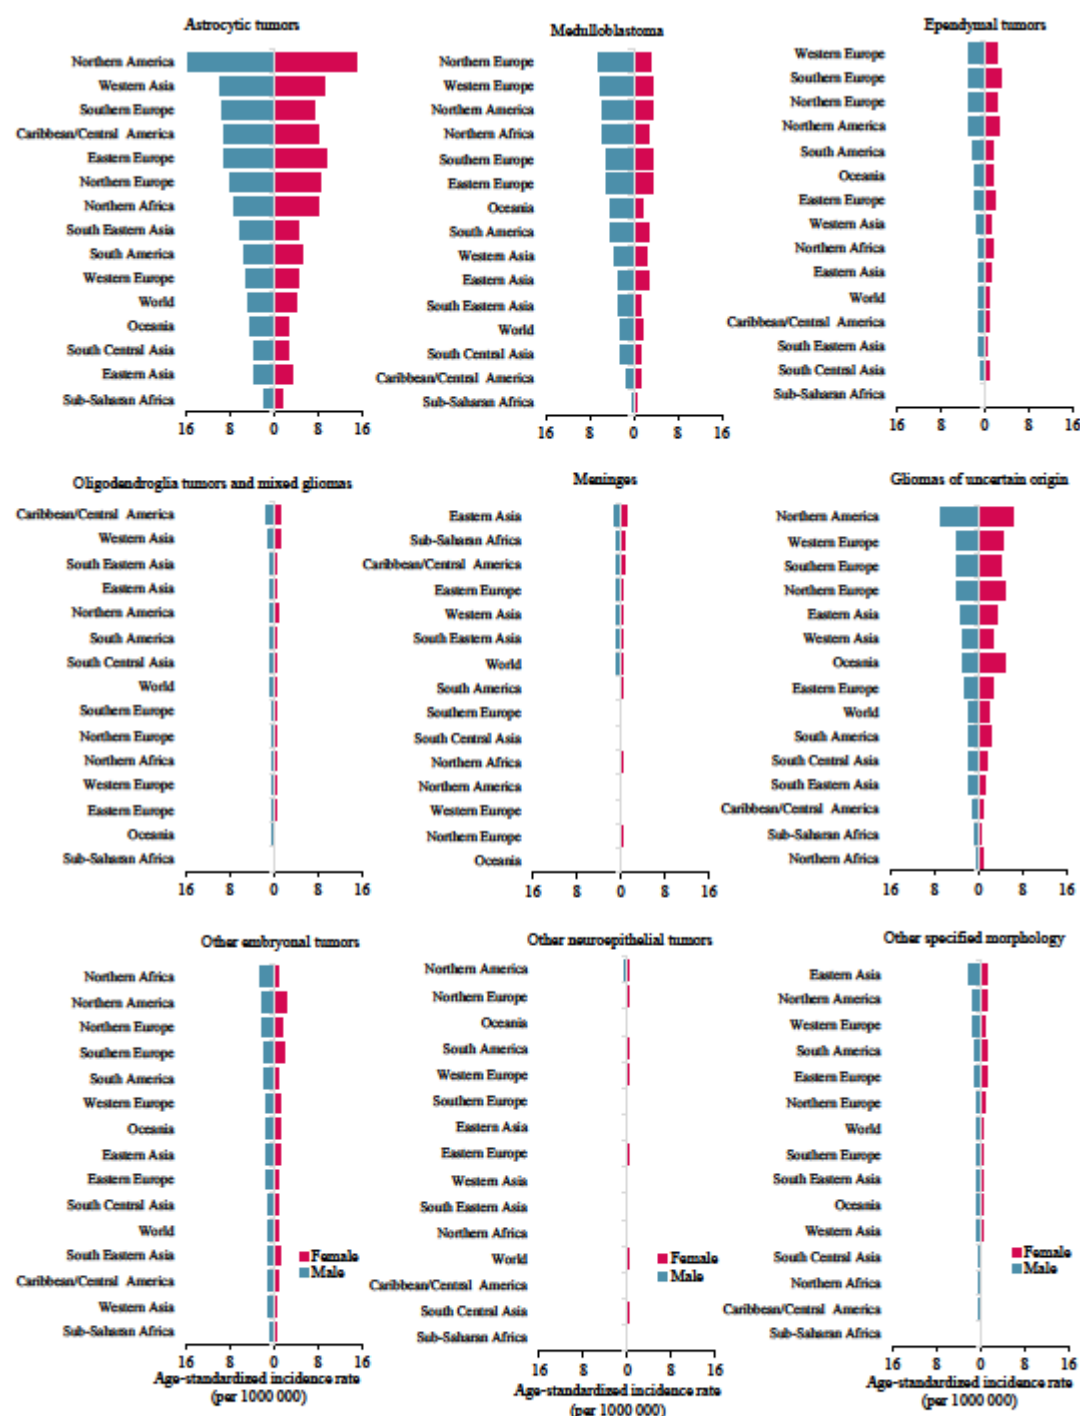 Astrocytic tumors
Northern America
Western Asia
Southern Europe
Caribbean/Central America
Eastern Europe
Northern Europe
Northern Africa
South Eastern Asia
South America
Western Europe
World
Oceania
South Central Asia
Eastern Asia
Sub-Saharan Africa
16 8 0 8 16
Medulloblastoma
Northern Europe
Western Europe
Northern America
Northern Africa
Southern Europe
Eastern Europe
Oceania
South America
Western Asia
Eastern Asia
South Eastern Asia
World
South Central Asia
Caribbean/Central America
Sub-Saharan Africa
16 8 0 8 16
Ependymal tumors
Western Europe
Southern Europe
Northern Europe
Northern America
South America
Oceania
Eastern Europe
Western Asia
Northern Africa
Eastern Asia
World
Caribbean/Central America
South Eastern Asia
South Central Asia
Sub-Saharan Africa
16 8 0 8 16
Oligodendroglia tumors and mixed gliomas
Caribbean/Central America
Western Asia
South Eastern Asia
Eastern Asia
Northern America
South America
South Central Asia
World
Southern Europe
Northern Europe
Northern Africa
Western Europe
Eastern Europe
Oceania
Sub-Saharan Africa
16 8 0 8 16
Meninges
Eastern Asia
Sub-Saharan Africa
Caribbean/Central America
Eastern Europe
Western Asia
South Eastern Asia
World
South America
Southern Europe
South Central Asia
Northern Africa
Northern America
Western Europe
Northern Europe
Oceania
16 8 0 8 16
Gliomas of uncertain origin
Northern America
Western Europe
Southern Europe
Northern Europe
Eastern Asia
Western Asia
Oceania
Eastern Europe
World
South America
South Central Asia
South Eastern Asia
Caribbean/Central America
Sub-Saharan Africa
Northern Africa
16 8 0 8 16
Other embryonal tumors
Northern Africa
Northern America
Northern Europe
Southern Europe
South America
Western Europe
Oceania
Eastern Asia
Eastern Europe
South Central Asia
World
South Eastern Asia
Caribbean/Central America
Western Asia
Sub-Saharan Africa
Female
Male
16 8 0 8 16
Age-standardized incidence rate
(per 1000 000)
Other neuroepithelial tumors
Northern America
Northern Europe
Oceania
South America
Western Europe
Southern Europe
Eastern Asia
Eastern Europe
Western Asia
South Eastern Asia
Northern Africa
World
Caribbean/Central America
South Central Asia
Sub-Saharan Africa
Female
Male
16 8 0 8 16
Age-standardized incidence rate
(per 1000 000)
Other specified morphology
Eastern Asia
Northern America
Western Europe
South America
Eastern Europe
Northern Europe
World
Southern Europe
South Eastern Asia
Oceania
Western Asia
South Central Asia
Northern Africa
Caribbean/Central America
Sub-Saharan Africa
Female
Male
16 8 0 8 16
Age-standardized incidence rate
(per 1000 000)